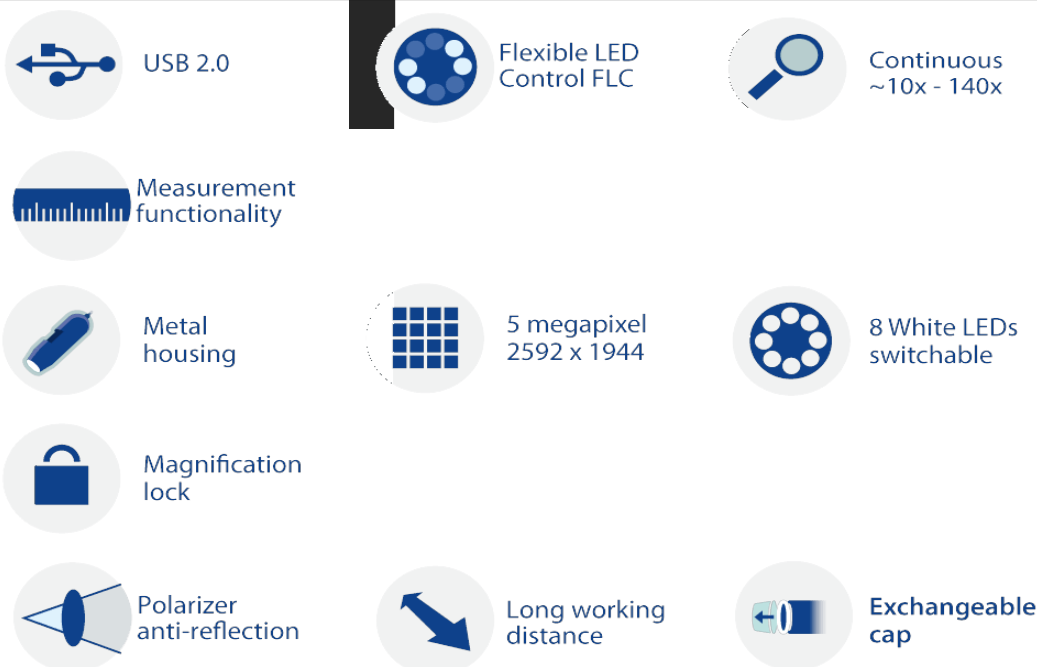 USB 2.0
Flexible LED
Control FLC
Continuous
~10x - 140x
Measurement
functionality
Metal
housing
5 megapixel
2592 x 1944
8 White LEDs
switchable
Magnification
lock
Polarizer
anti-reflection
Long working
distance
Exchangeable
cap